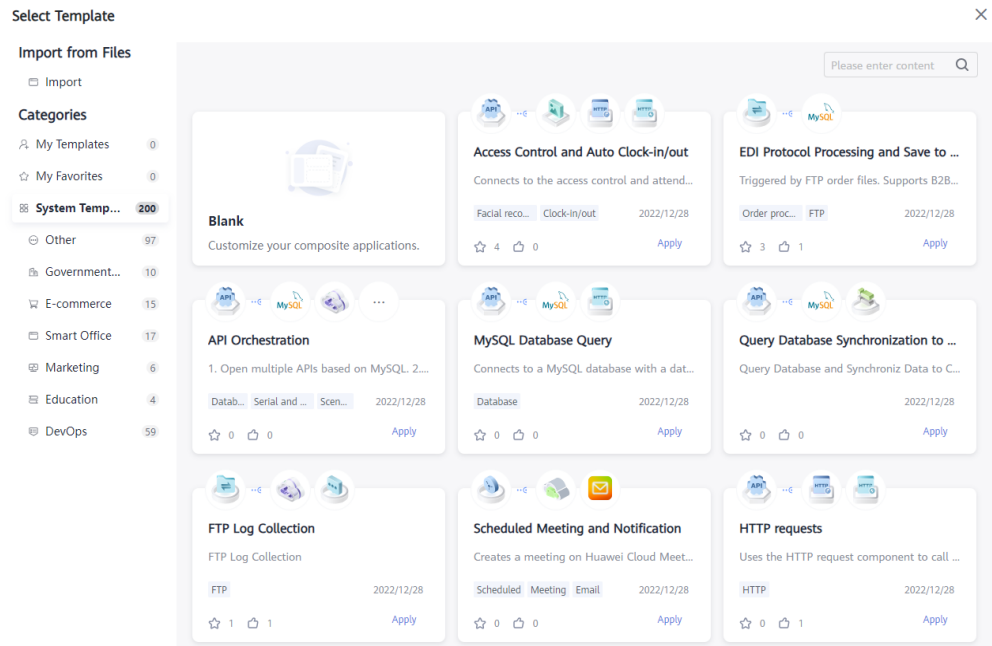 Select Template
Import from Files
Import
Categories
My Templates 0
My Favorites 0
System Temp... 200
Other 97
Government... 10
E-commerce 15
Smart Office 17
Marketing 6
Education 4
DevOps 59
Please enter content
Blank
Customize your composite applications.
API HTTP HTTP
Access Control and Auto Clock-in/out
Connects to the access control and attend...
Facial reco... Clock-in/out 2022/12/28
4 0 Apply
MySQL
EDI Protocol Processing and Save to ...
Triggered by FTP order files. Supports B2B...
Order proc... FTP 2022/12/28
3 1 Apply
API MySQL ...
API Orchestration
1. Open multiple APIs based on MySQL. 2....
Datab... Serial and ... Scen... 2022/12/28
0 0 Apply
API MySQL HTTP
MySQL Database Query
Connects to a MySQL database with a dat...
Database 2022/12/28
0 0 Apply
API MySQL
Query Database Synchronization to ...
Query Database and Synchroniz Data to C...
2022/12/28
0 0 Apply
FTP Log Collection
FTP Log Collection
FTP 2022/12/28
1 1 Apply
Scheduled Meeting and Notification
Creates a meeting on Huawei Cloud Meet...
Scheduled Meeting Email 2022/12/28
0 0 Apply
API HTTP HTTP
HTTP requests
Uses the HTTP request component to call ...
HTTP 2022/12/28
0 1 Apply